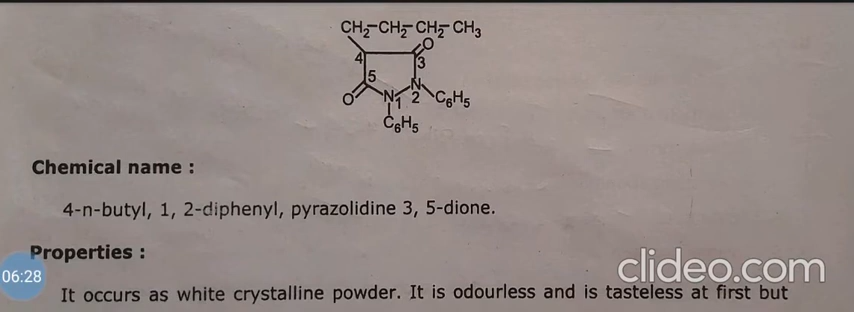 CH2-CH2-CH2-CH3
O
4
3
5
N
O
N
1
2
C6H5
C6H5
Chemical name :
4-n-butyl, 1, 2-diphenyl, pyrazolidine 3, 5-dione.
Properties :
06:28
clideo.com
It occurs as white crystalline powder. It is odourless and is tasteless at first but